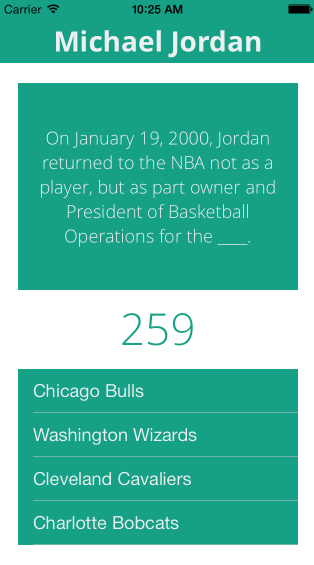 Carrier 10:25 AM
Michael Jordan
On January 19, 2000, Jordan
returned to the NBA not as a
player, but as part owner and
President of Basketball
Operations for the ____.
259
Chicago Bulls
Washington Wizards
Cleveland Cavaliers
Charlotte Bobcats